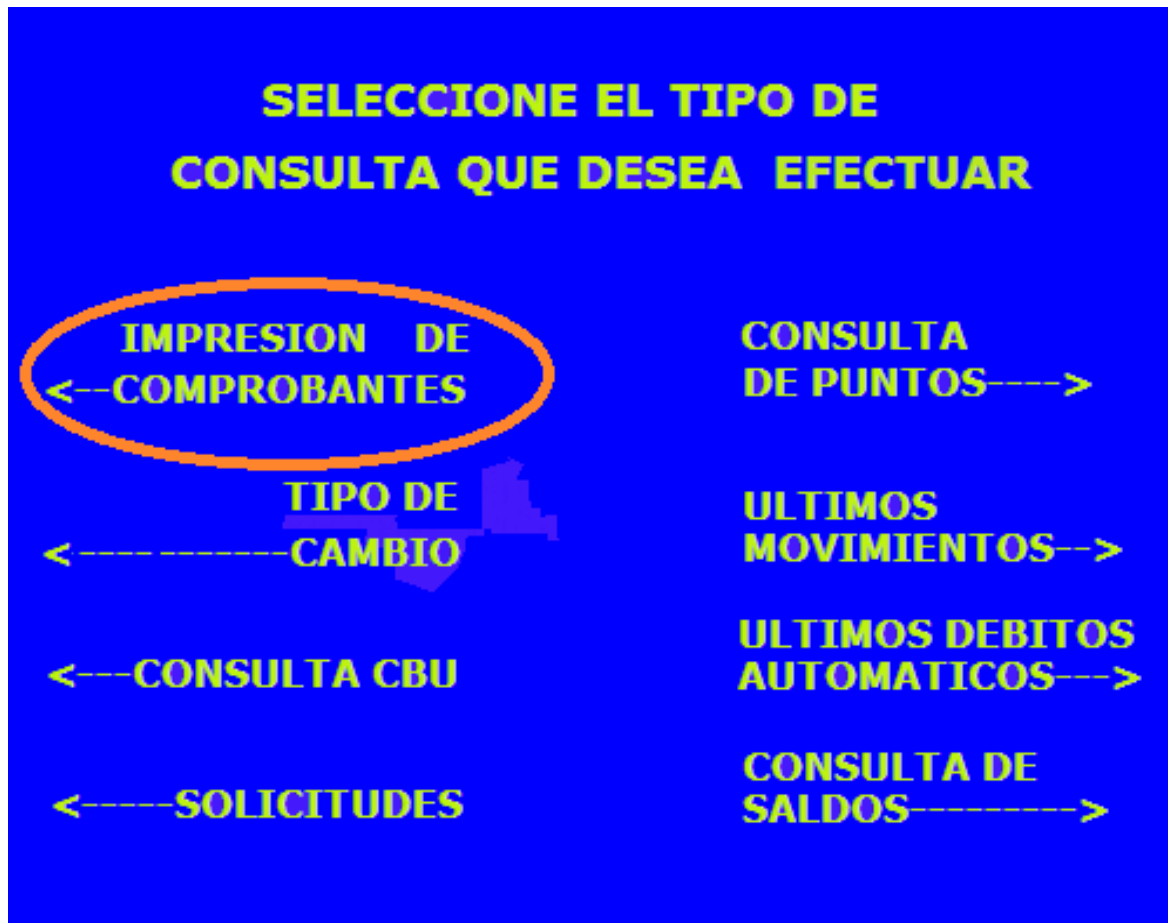 SELECCIONE EL TIPO DE
CONSULTA QUE DESEA EFECTUAR
IMPRESION DE
<--COMPROBANTES
CONSULTA
DE PUNTOS---->
TIPO DE
<------------CAMBIO
ULTIMOS
MOVIMIENTOS-->
<---CONSULTA CBU
ULTIMOS DEBITOS
AUTOMATICOS--->
<-----SOLICITUDES
CONSULTA DE
SALDOS--------->